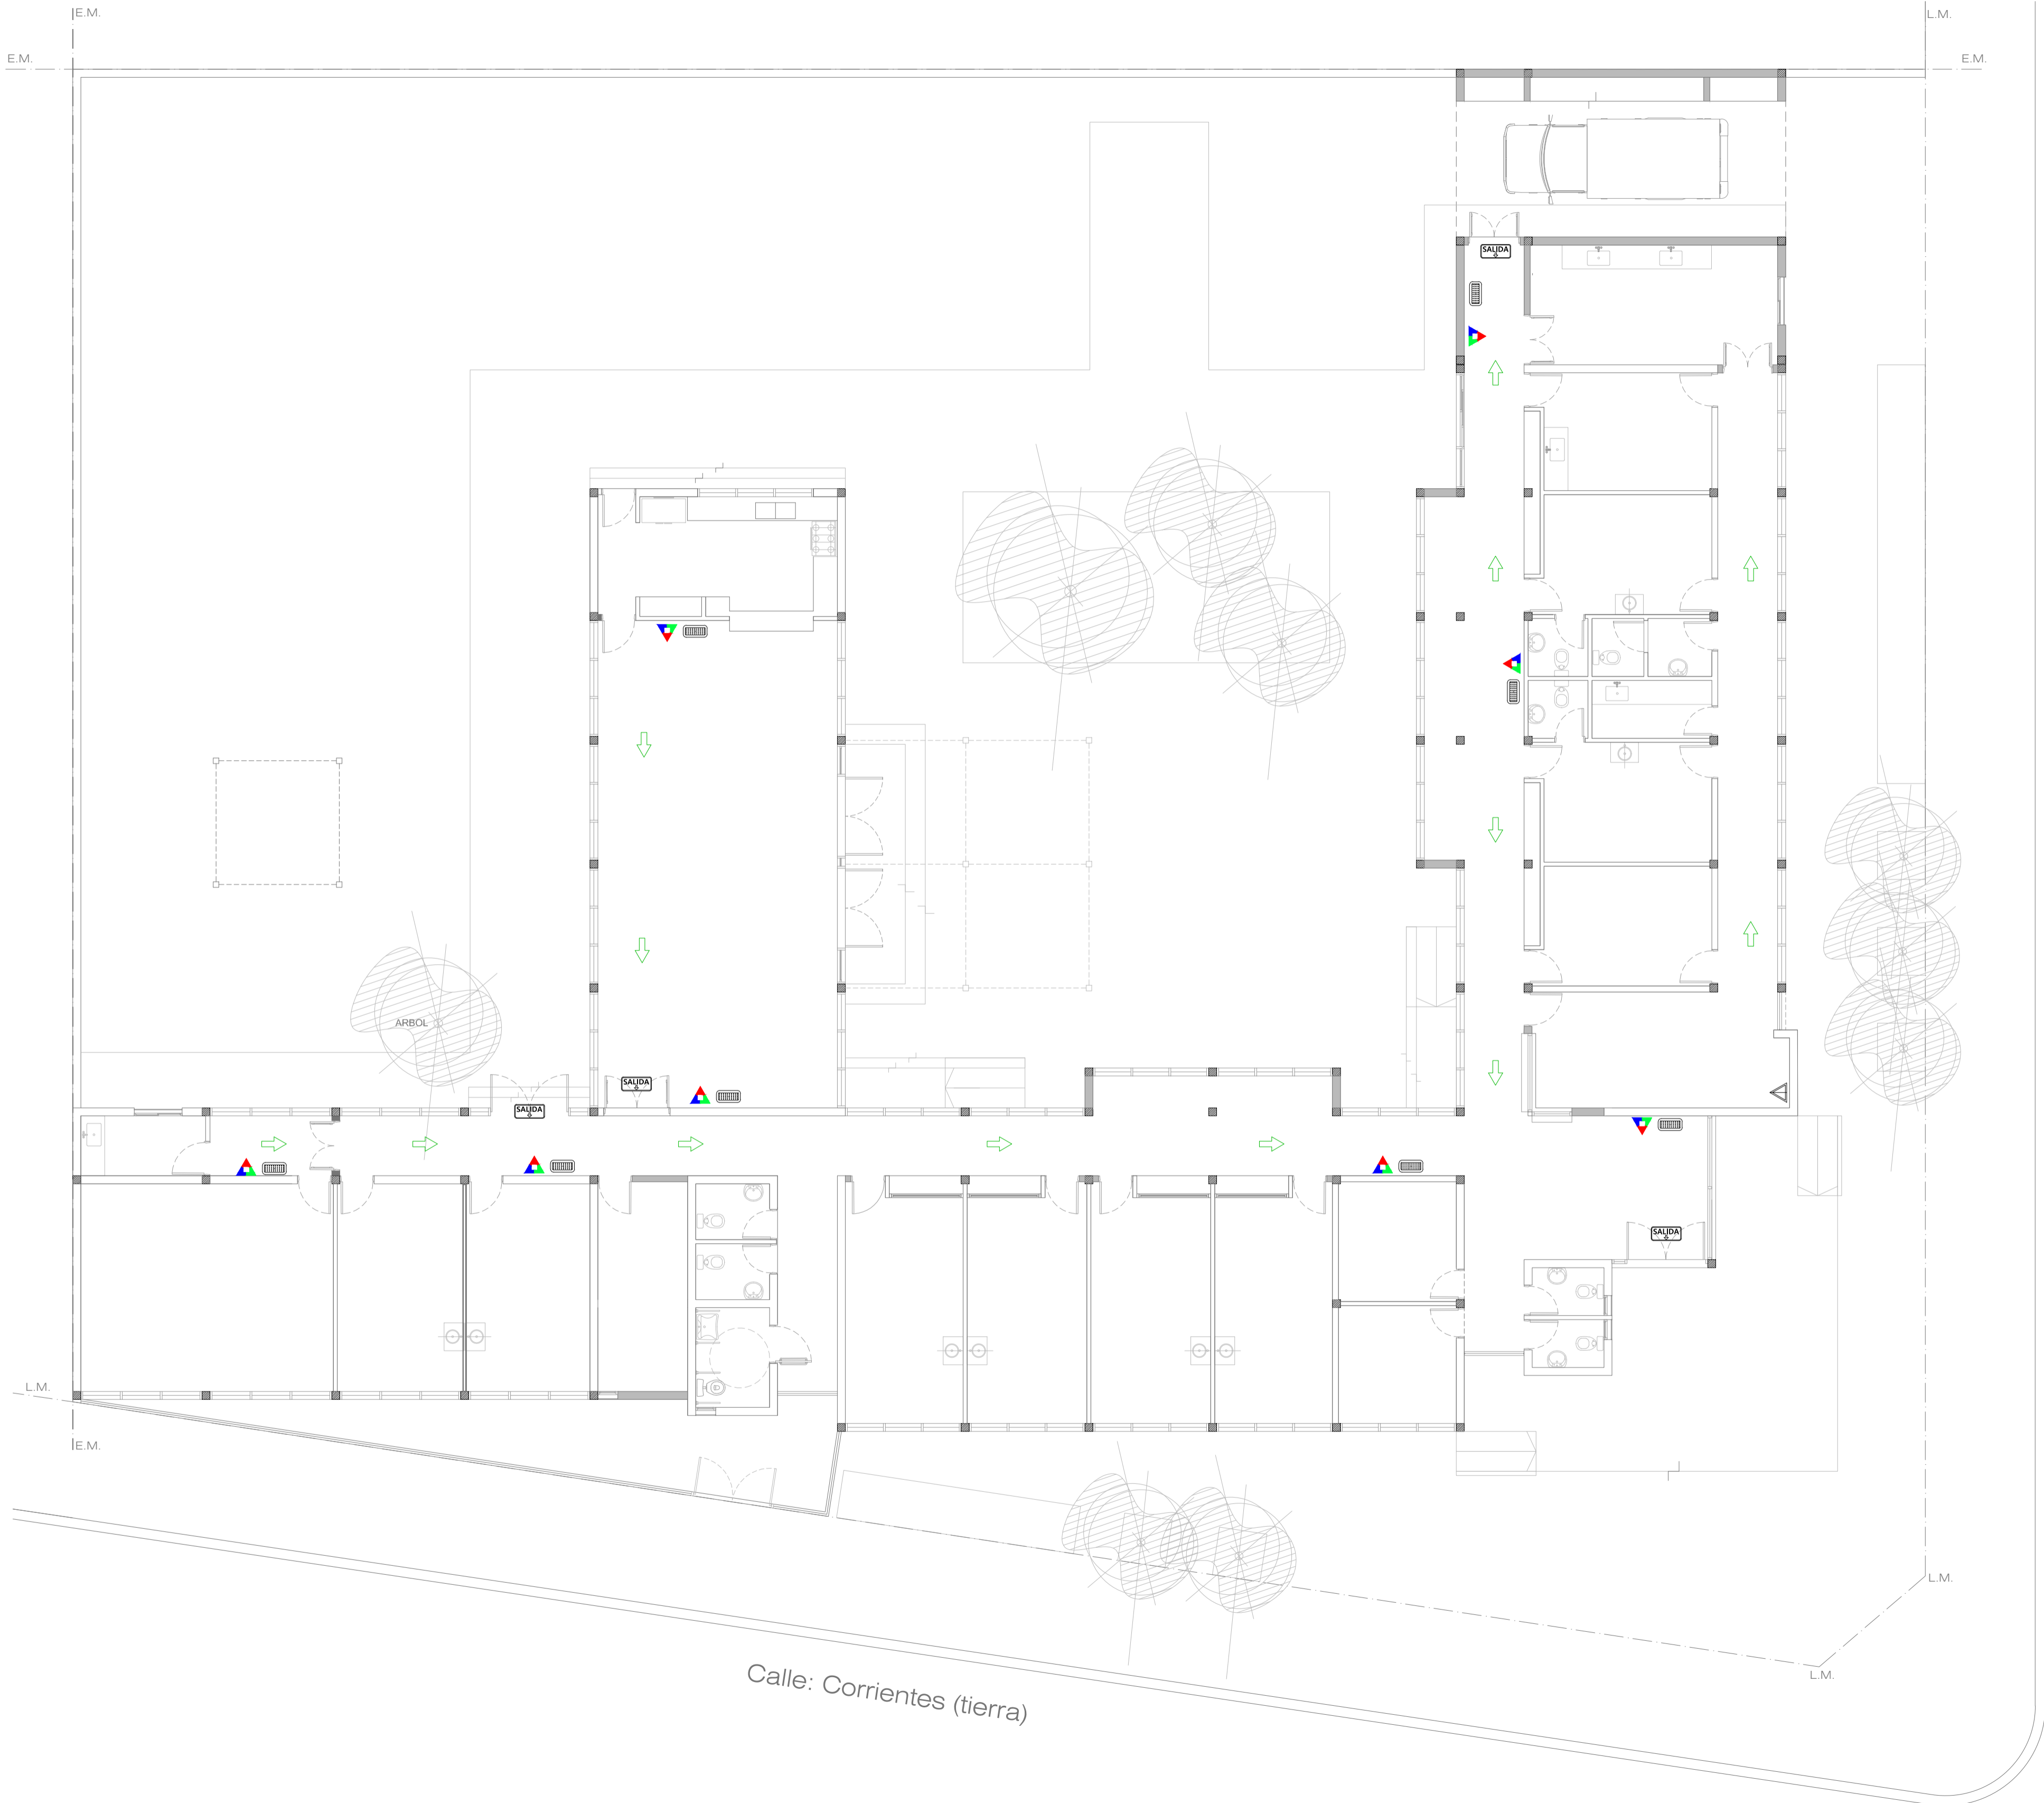 E.M.
L.M.
E.M.
E.M.
SALIDA
ARBOL
SALIDA
SALIDA
SALIDA
L.M.
E.M.
L.M.
L.M.
Calle: Corrientes (tierra)